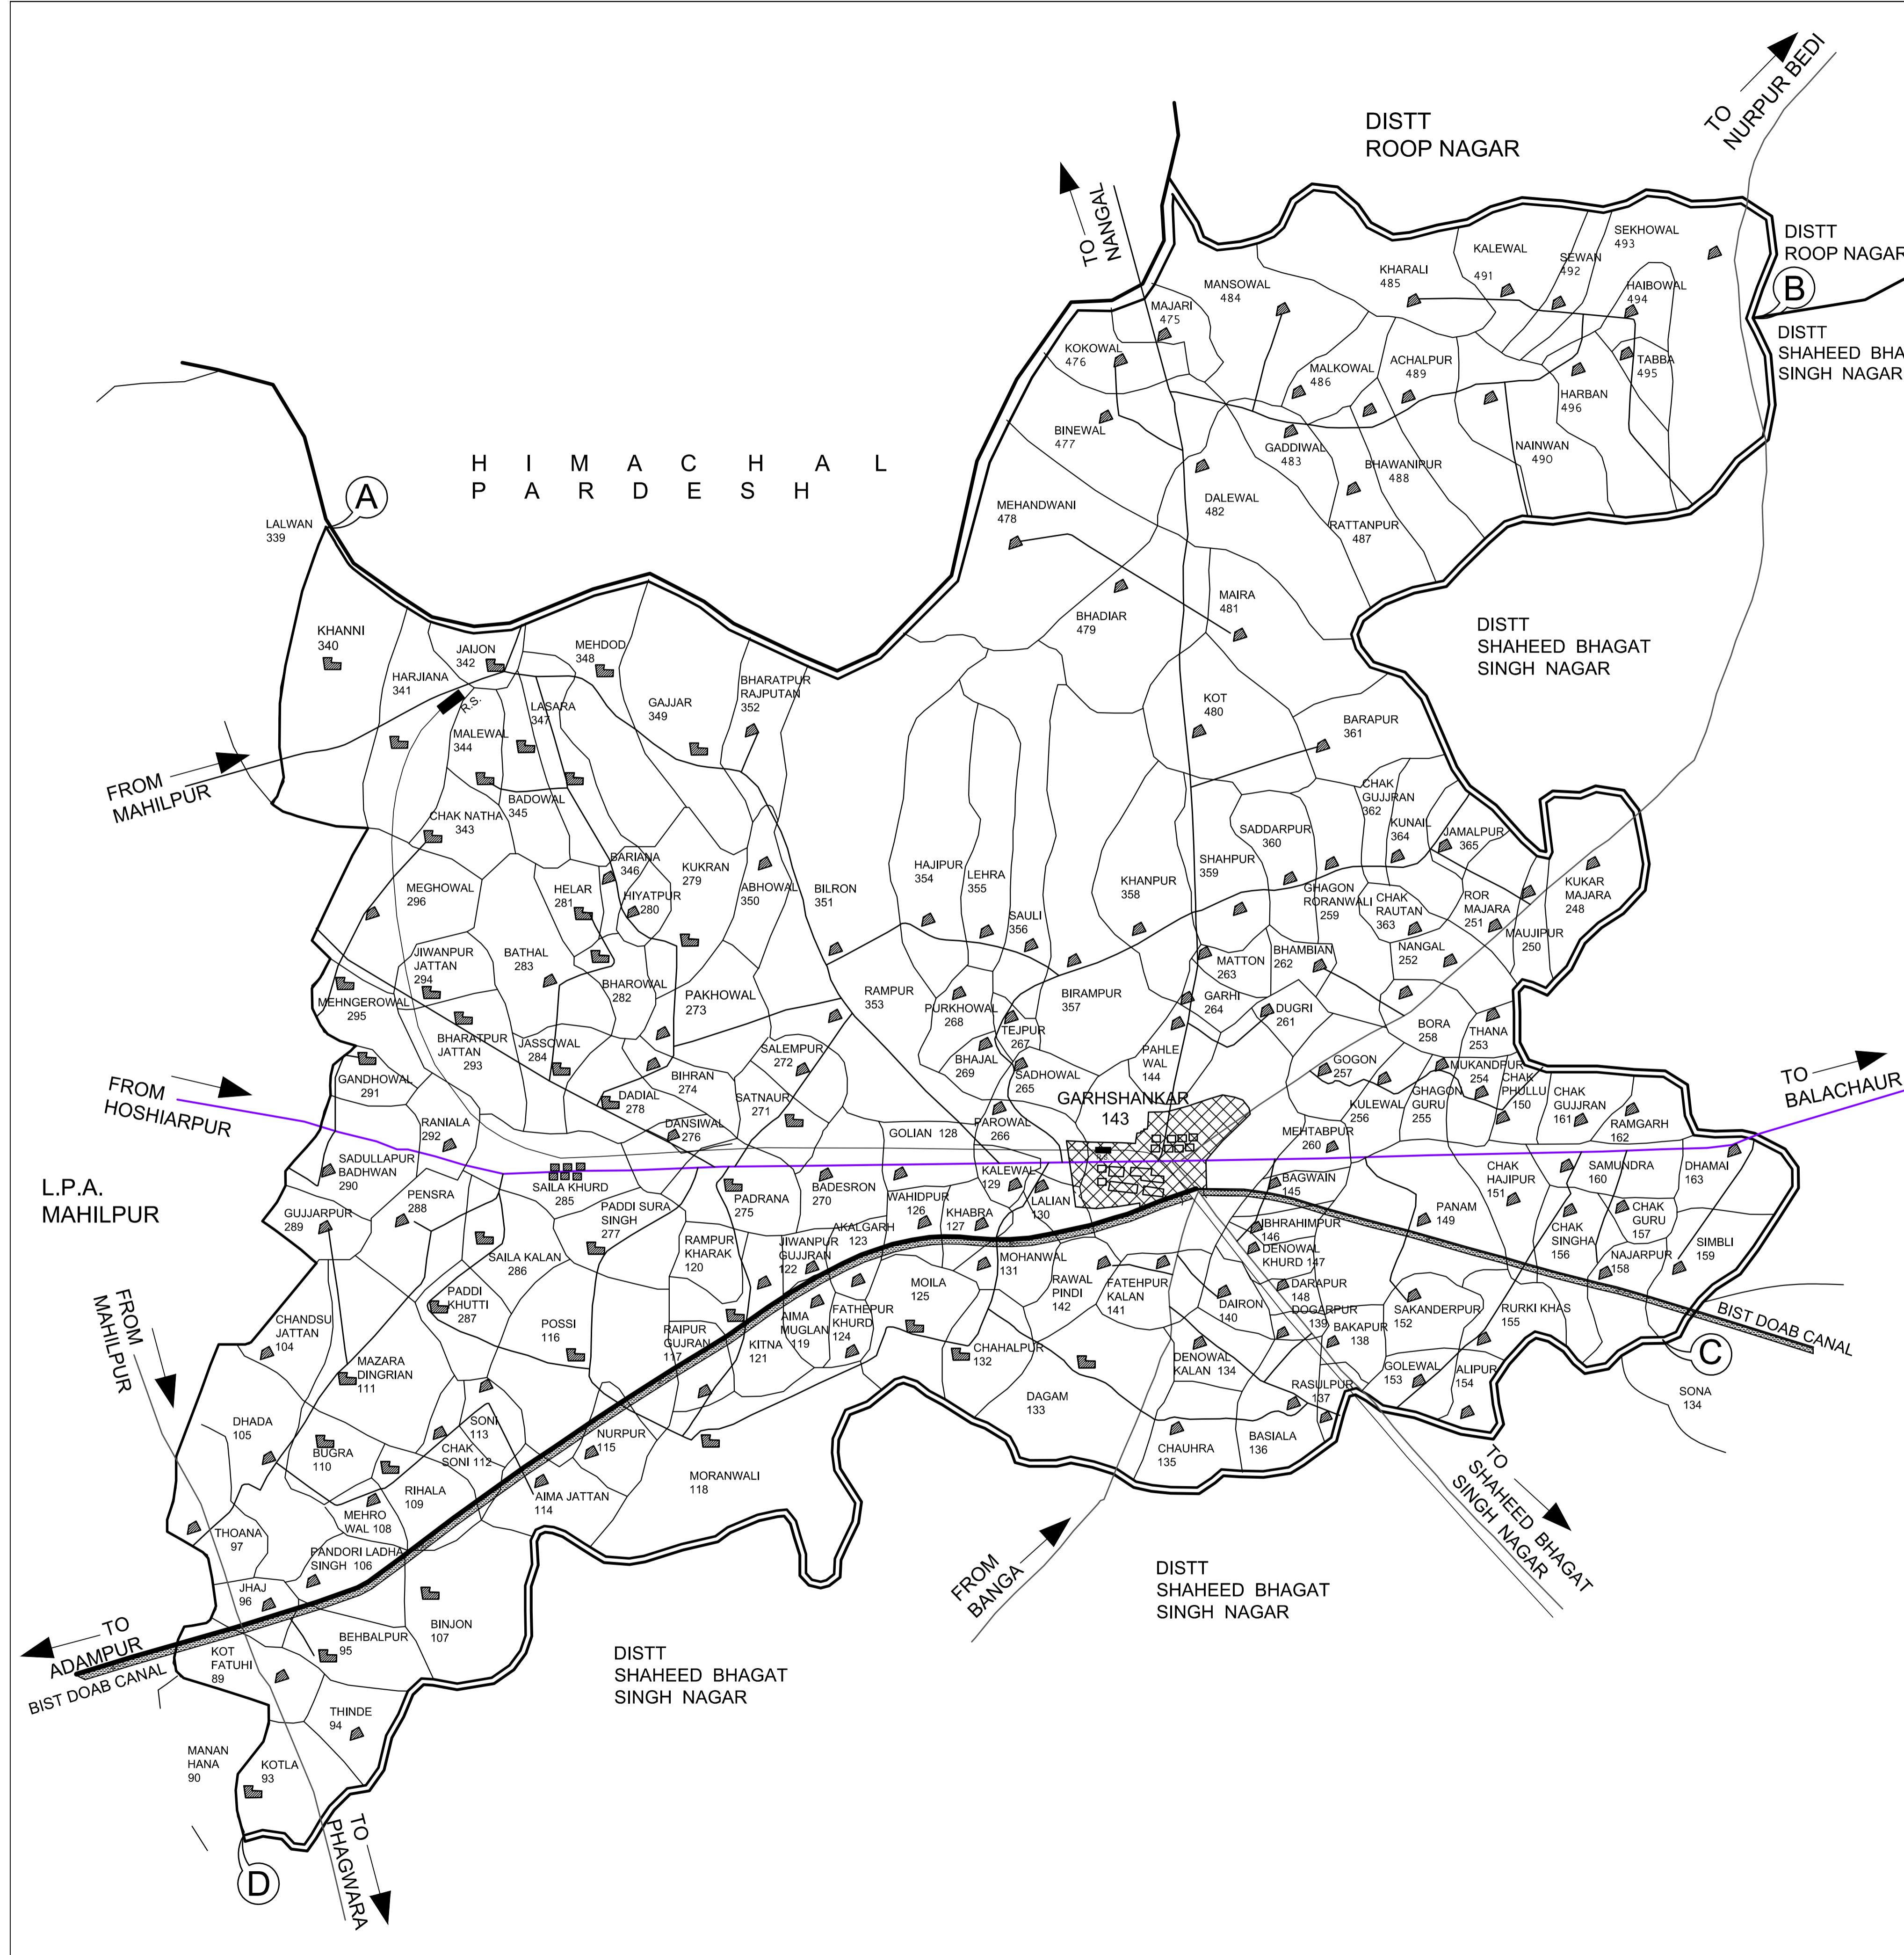 DISTT
ROOP NAGAR
TO
NURPUR BEDI
TO
NANGAL
DISTT
ROOP NAGAR
B
DISTT
SHAHEED BHA
SINGH NAGAR
SEKHOWAL
493
KALEWAL
491
SEWAN
492
HAIBOWAL
494
KHARALI
485
MANSOWAL
484
MAJARI
475
KOKOWAL
476
MALKOWAL
486
ACHALPUR
489
TABBA
495
HARBAN
496
BINEWAL
477
GADDIWAL
483
BHAWANIPUR
488
NAINWAN
490
DALEWAL
482
RATTANPUR
487
MEHANDWANI
478
H I M A C H A L
P A R D E S H
A
LALWAN
339
BHADIAR
479
MAIRA
481
DISTT
SHAHEED BHAGAT
SINGH NAGAR
KHANNI
340
JAIJON
342
MEHDOD
348
HARJIANA
341
R.S.
LASARA
347
GAJJAR
349
BHARATPUR
RAJPUTAN
352
KOT
480
BARAPUR
361
MALEWAL
344
FROM
MAHILPUR
BADOWAL
345
CHAK NATHA
343
CHAK
GUJJRAN
362
KUNAIL
364
JAMALPUR
365
SADDARPUR
360
SHAHPUR
359
BARIANA
346
KUKRAN
279
HAJIPUR
354
LEHRA
355
KHANPUR
358
MEGHOWAL
296
HELAR
281
HIYATPUR
280
ABHOWAL
350
BILRON
351
SAULI
356
GHAGON
RORANWALI
259
CHAK
RAUTAN
363
ROR
MAJARA
251
KUKAR
MAJARA
248
MAUJIPUR
250
JIWANPUR
JATTAN
294
BATHAL
283
MATTON
263
BHAMBIAN
262
NANGAL
252
MEHNGEROWAL
295
BHAROWAL
282
PAKHOWAL
273
RAMPUR
353
PURKHOWAL
268
BIRAMPUR
357
GARHI
264
DUGRI
261
BORA
258
THANA
253
BHARATPUR
JATTAN
293
JASSOWAL
284
TEJPUR
267
SALEMPUR
272
BHAJAL
269
SADHOWAL
265
PAHLE
WAL
144
GOGON
257
MUKANDPUR
254
GANDHOWAL
291
BIHRAN
274
DADIAL
278
SATNAUR
271
GARHSHANKAR
143
KULEWAL
256
GHAGON
GURU
255
CHAK
PHULLU
150
CHAK
GUJJRAN
161
RAMGARH
162
TO
BALACHAUR
FROM
HOSHIARPUR
RANIALA
292
DANSIWAL
276
GOLIAN 128
PAROWAL
266
MEHTABPUR
260
SADULLAPUR
BADHWAN
290
SAILA KHURD
285
PADRANA
275
BADESRON
270
KALEWAL
129
BAGWAIN
145
CHAK
HAJIPUR
151
SAMUNDRA
160
DHAMAI
163
L.P.A.
MAHILPUR
PENSRA
288
GUJJARPUR
289
PADDI SURA
SINGH
277
WAHIDPUR
126
KHABRA
127
LALIAN
130
PANAM
149
CHAK
GURU
157
AKALGARH
123
IBHRAHIMPUR
146
CHAK
SINGHA
156
SIMBLI
159
SAILA KALAN
286
RAMPUR
KHARAK
120
JIWANPUR
GUJJRAN
122
MOHANWAL
131
DENOWAL
KHURD 147
NAJARPUR
158
FROM
MAHILPUR
PADDI
KHUTTI
287
MOILA
125
RAWAL
PINDI
142
FATEHPUR
KALAN
141
DARAPUR
148
CHANDSU
JATTAN
104
POSSI
116
AIMA
MUGLAN
119
FATHEPUR
KHURD
124
DAIRON
140
DOGARPUR
139
SAKANDERPUR
152
RURKI KHAS
155
BIST DOAB CANAL
RAIPUR
GUJRAN
117
KITNA
121
CHAHALPUR
132
BAKAPUR
138
C
MAZARA
DINGRIAN
111
DENOWAL
KALAN 134
GOLEWAL
153
ALIPUR
154
DAGAM
133
RASULPUR
137
SONA
134
DHADA
105
SONI
113
CHAK
SONI 112
NURPUR
115
BUGRA
110
CHAUHRA
135
BASIALA
136
MORANWALI
118
RIHALA
109
AIMA JATTAN
114
MEHRO
WAL 108
THOANA
97
TO
SHAHEED BHAGAT
SINGH NAGAR
PANDORI LADHA
SINGH 106
FROM
BANGA
DISTT
SHAHEED BHAGAT
SINGH NAGAR
JHAJ
96
BINJON
107
TO
ADAMPUR
BEHBALPUR
95
KOT
FATUHI
89
BIST DOAB CANAL
DISTT
SHAHEED BHAGAT
SINGH NAGAR
THINDE
94
MANAN
HANA
90
KOTLA
93
TO
PHAGWARA
D